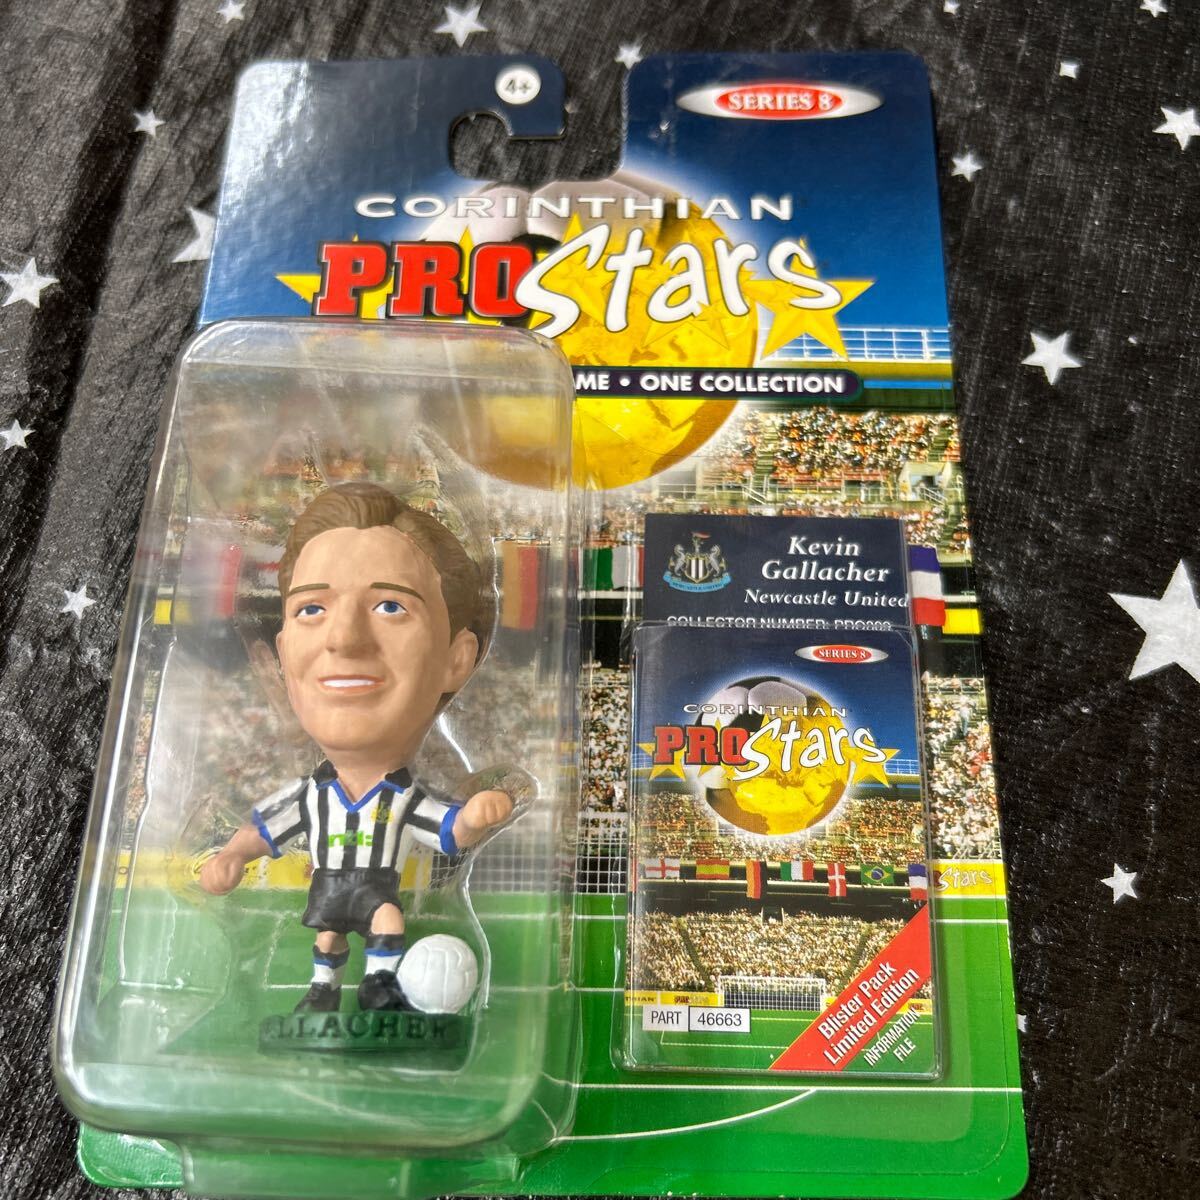 4+
SERIES 8
CORINTHIAN
PROStars
ME • ONE COLLECTION
Kevin
Gallacher
Newcastle United
COLLECTOR NUMBER:
SERIES 8
CORINTHIAN
PROStars
Stars
ntl:
LLACHER
PART 46663
Blister Pack
Limited Edition
INFORMATION
FILE